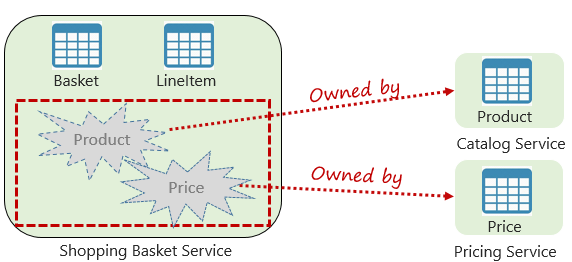 Basket
LineItem
Product
Price
Shopping Basket Service
Owned by
Owned by
Product
Catalog Service
Price
Pricing Service